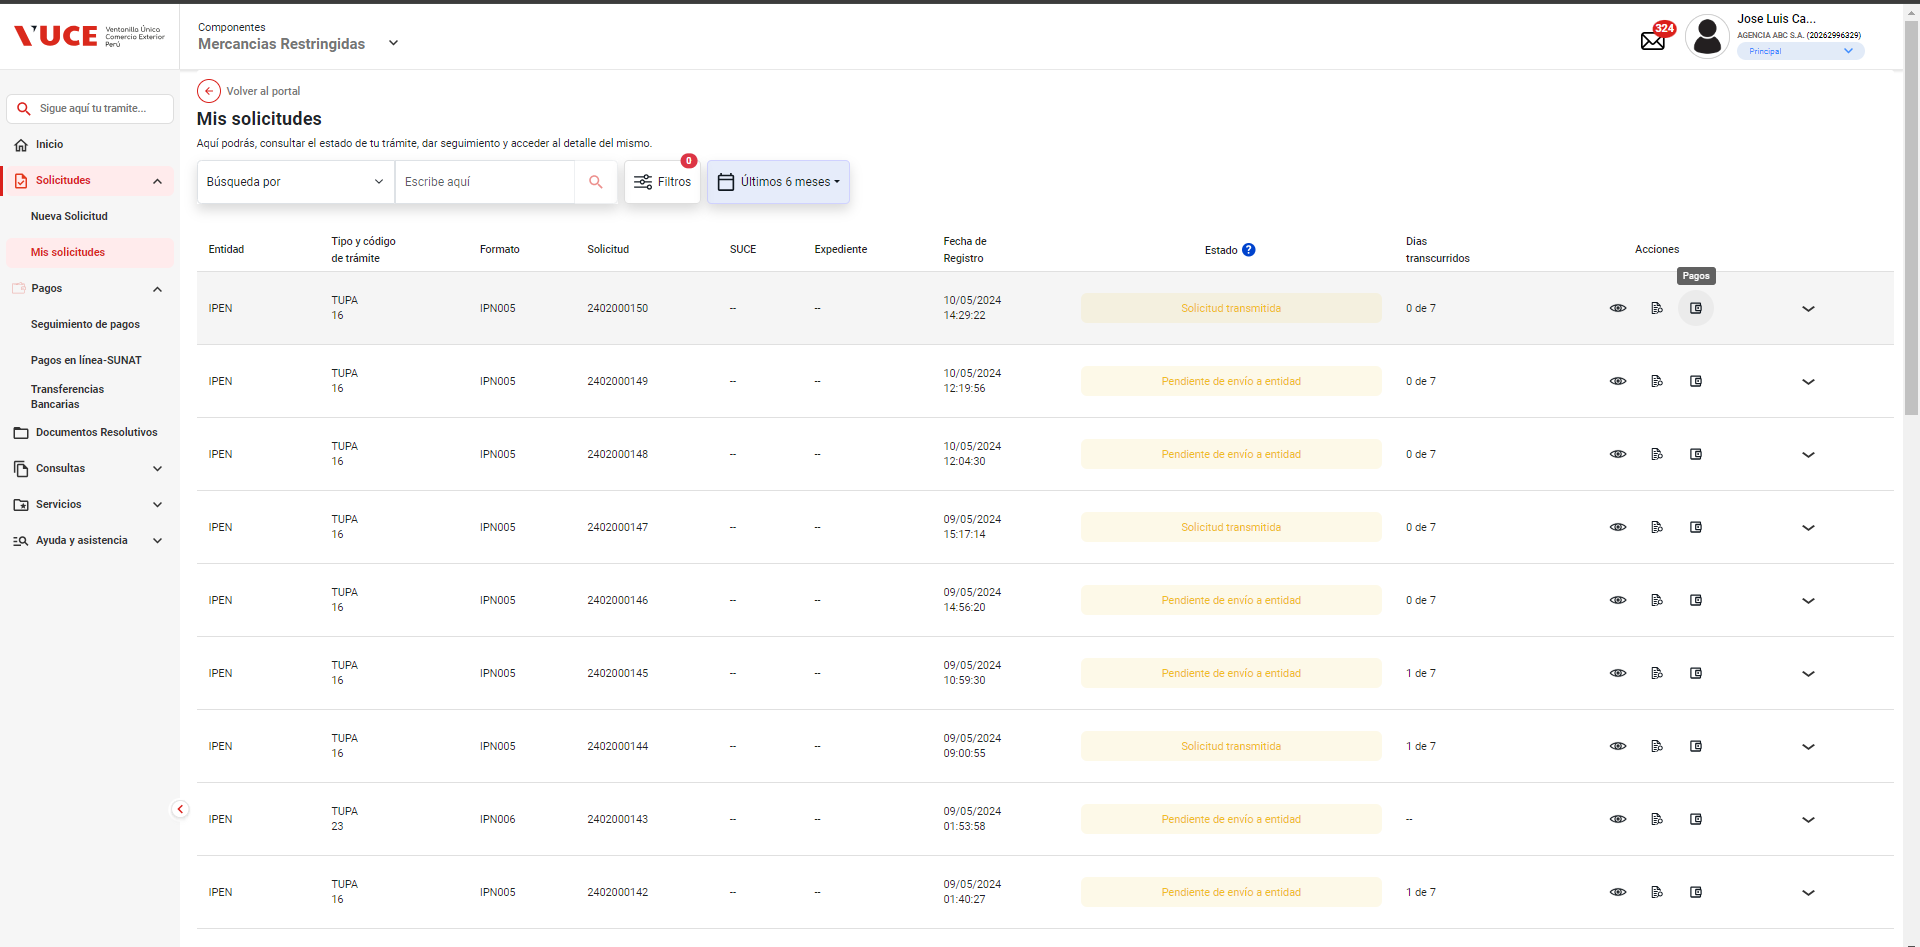 VUCE
Ventanilla Única
Comercio Exterior
Perú
Componentes
Mercancias Restringidas
324
Jose Luis Ca...
AGENCIA ABC S.A. (20262996329)
Principal
Sigue aquí tu tramite...
Inicio
Solicitudes
Nueva Solicitud
Mis solicitudes
Pagos
Seguimiento de pagos
Pagos en línea-SUNAT
Transferencias
Bancarias
Documentos Resolutivos
Consultas
Servicios
Ayuda y asistencia
Volver al portal
Mis solicitudes
Aquí podrás, consultar el estado de tu trámite, dar seguimiento y acceder al detalle del mismo.
Búsqueda por Escribe aquí Filtros 0 Últimos 6 meses
Entidad Tipo y código de trámite Formato Solicitud SUCE Expediente Fecha de Registro Estado ? Dias transcurridos Acciones
Pagos
IPEN TUPA 16 IPN005 2402000150 -- -- 10/05/2024 14:29:22 Solicitud transmitida 0 de 7
IPEN TUPA 16 IPN005 2402000149 -- -- 10/05/2024 12:19:56 Pendiente de envío a entidad 0 de 7
IPEN TUPA 16 IPN005 2402000148 -- -- 10/05/2024 12:04:30 Pendiente de envío a entidad 0 de 7
IPEN TUPA 16 IPN005 2402000147 -- -- 09/05/2024 15:17:14 Solicitud transmitida 0 de 7
IPEN TUPA 16 IPN005 2402000146 -- -- 09/05/2024 14:56:20 Pendiente de envío a entidad 0 de 7
IPEN TUPA 16 IPN005 2402000145 -- -- 09/05/2024 10:59:30 Pendiente de envío a entidad 1 de 7
IPEN TUPA 16 IPN005 2402000144 -- -- 09/05/2024 09:00:55 Solicitud transmitida 1 de 7
IPEN TUPA 23 IPN006 2402000143 -- -- 09/05/2024 01:53:58 Pendiente de envío a entidad --
IPEN TUPA 16 IPN005 2402000142 -- -- 09/05/2024 01:40:27 Pendiente de envío a entidad 1 de 7